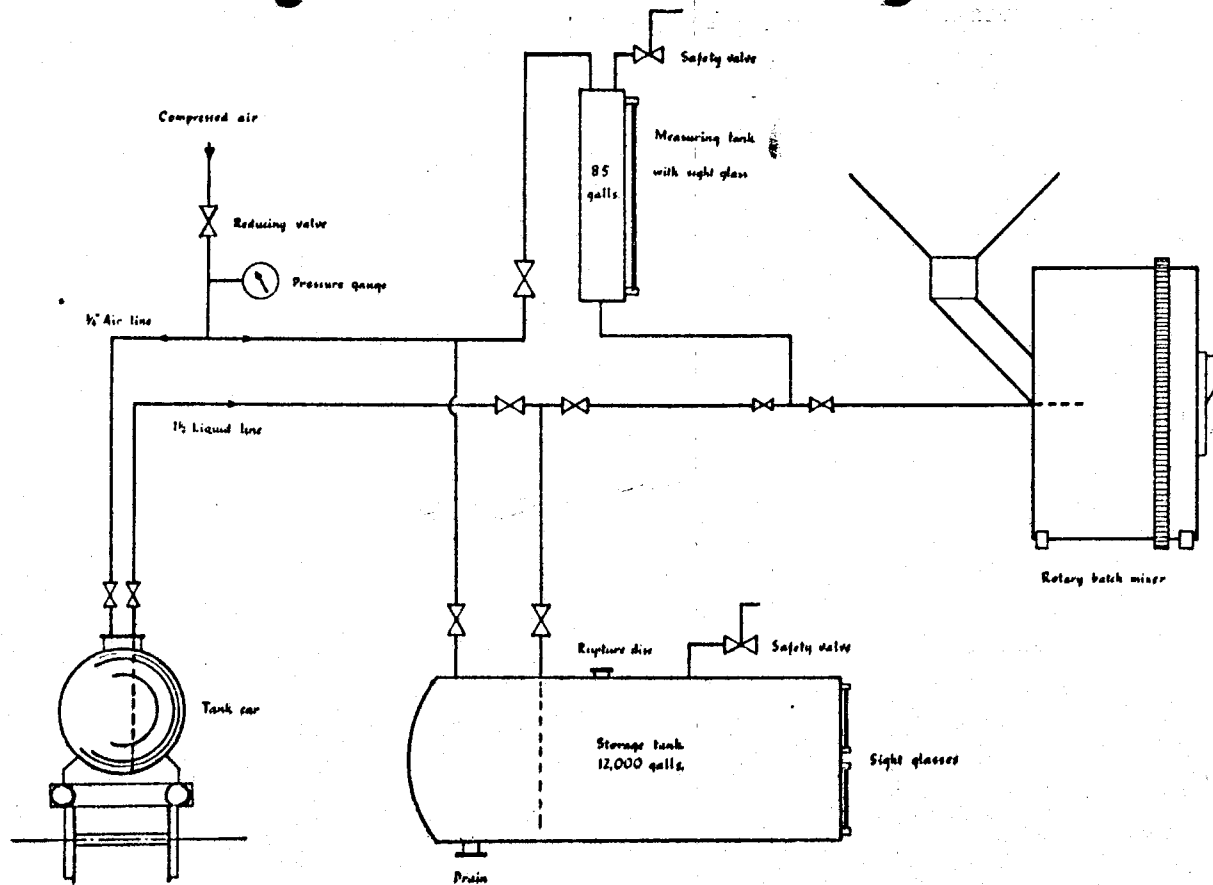 Safety valve
Compressed air
Measuring tank
with sight glass
85
galls.
Reducing valve
Pressure gauge
Air line
1½ Liquid line
Rotary batch mixer
Rupture disc
Safety valve
Tank car
Storage tank
12,000 galls.
Sight glasses
Drain